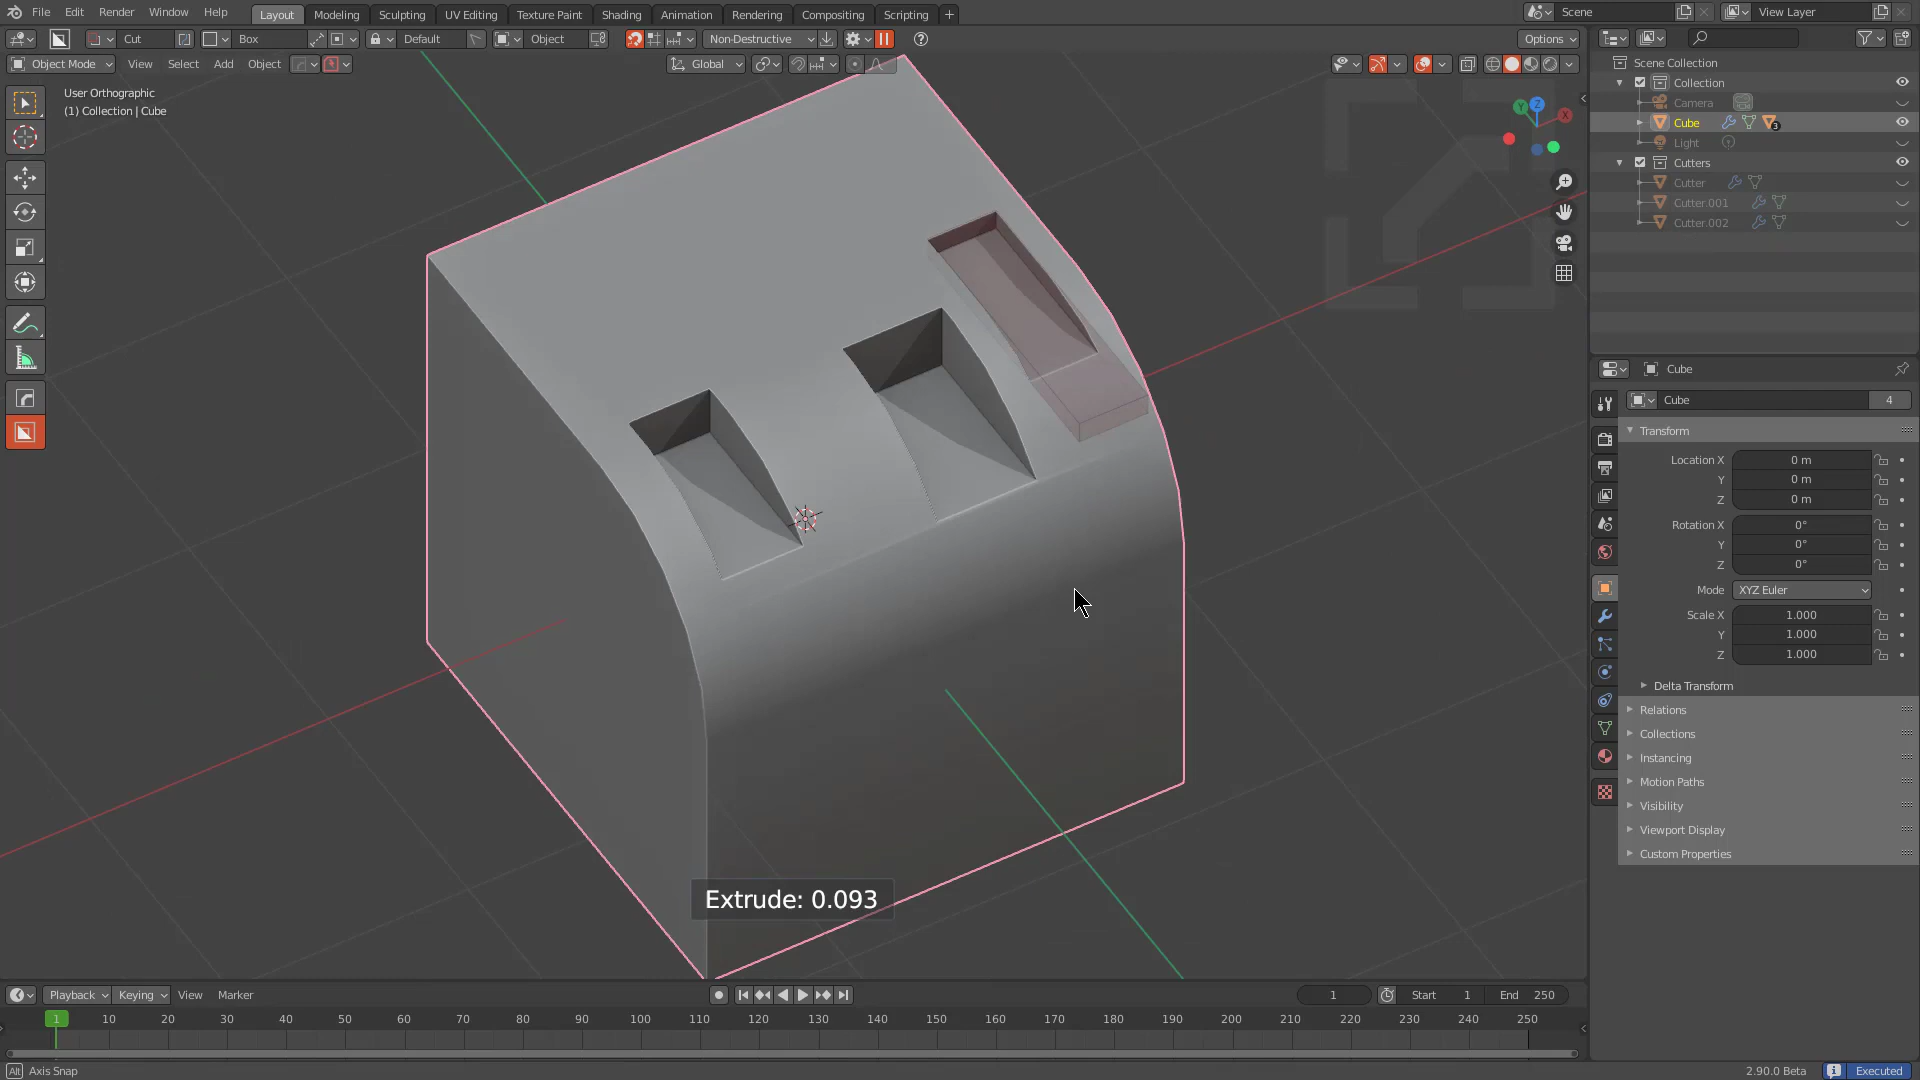 File Edit Render Window Help Layout Modeling Sculpting UV Editing Texture Paint Shading Animation Rendering Compositing Scripting + Scene View Layer
Cut Box Default Object Non-Destructive Options
Object Mode View Select Add Object Global
User Orthographic
(1) Collection | Cube
Z
Y
X
Extrude: 0.093
Scene Collection
Collection
Camera
Cube 3
Light
Cutters
Cutter
Cutter.001
Cutter.002
Cube
Cube 4
Transform
Location X 0 m
Y 0 m
Z 0 m
Rotation X 0°
Y 0°
Z 0°
Mode XYZ Euler
Scale X 1.000
Y 1.000
Z 1.000
Delta Transform
Relations
Collections
Instancing
Motion Paths
Visibility
Viewport Display
Custom Properties
Playback Keying View Marker 1 Start 1 End 250
1 10 20 30 40 50 60 70 80 90 100 110 120 130 140 150 160 170 180 190 200 210 220 230 240 250
Alt Axis Snap 2.90.0 Beta Executed